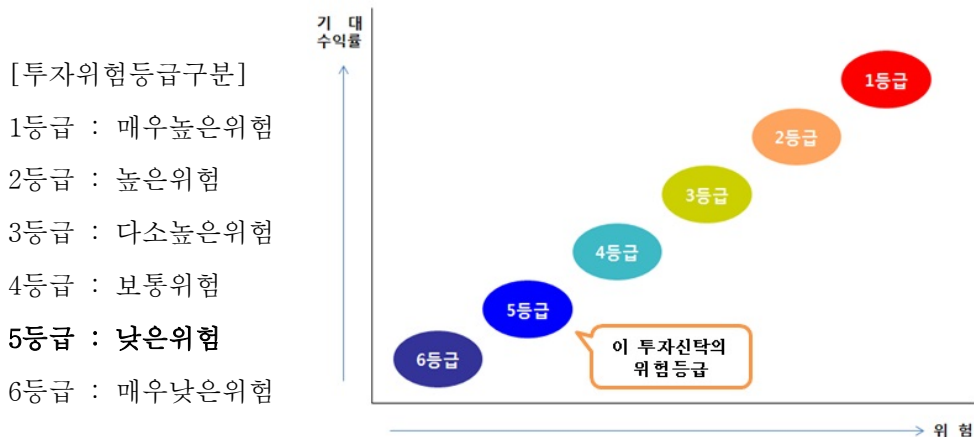 [투자위험등급구분]
1등급 : 매우높은위험
2등급 : 높은위험
3등급 : 다소높은위험
4등급 : 보통위험
5등급 : 낮은위험
6등급 : 매우낮은위험
기 대
수익률
1등급
2등급
3등급
4등급
5등급
6등급
이 투자신탁의
위험등급
위 험